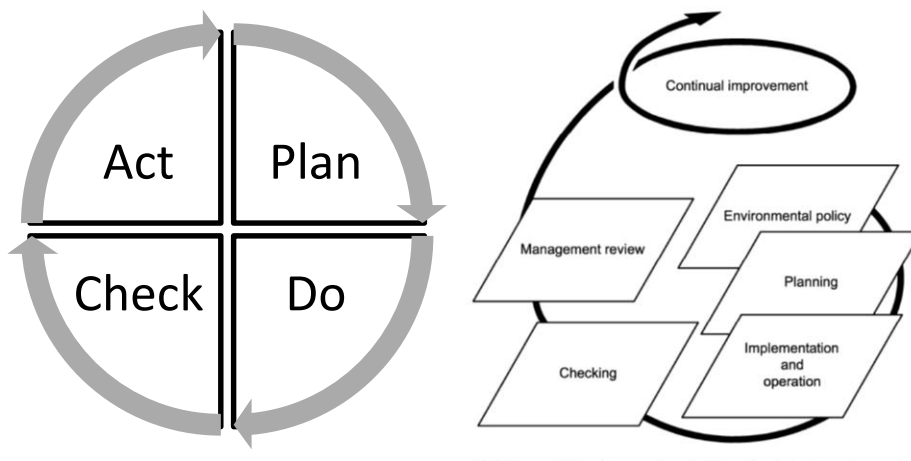 Act
Plan
Check
Do
Continual improvement
Environmental policy
Management review
Planning
Implementation
and
operation
Checking